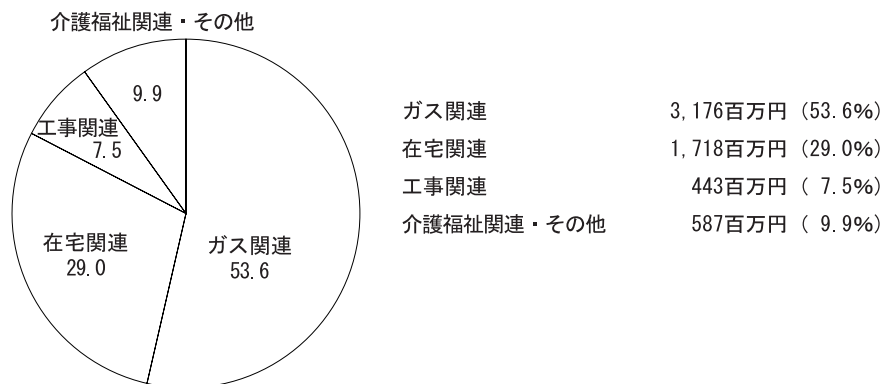 介護福祉関連・その他
9.9
工事関連
7.5
在宅関連
29.0
ガス関連
53.6
ガス関連 3,176百万円 (53.6%)
在宅関連 1,718百万円 (29.0%)
工事関連 443百万円 ( 7.5%)
介護福祉関連・その他 587百万円 ( 9.9%)